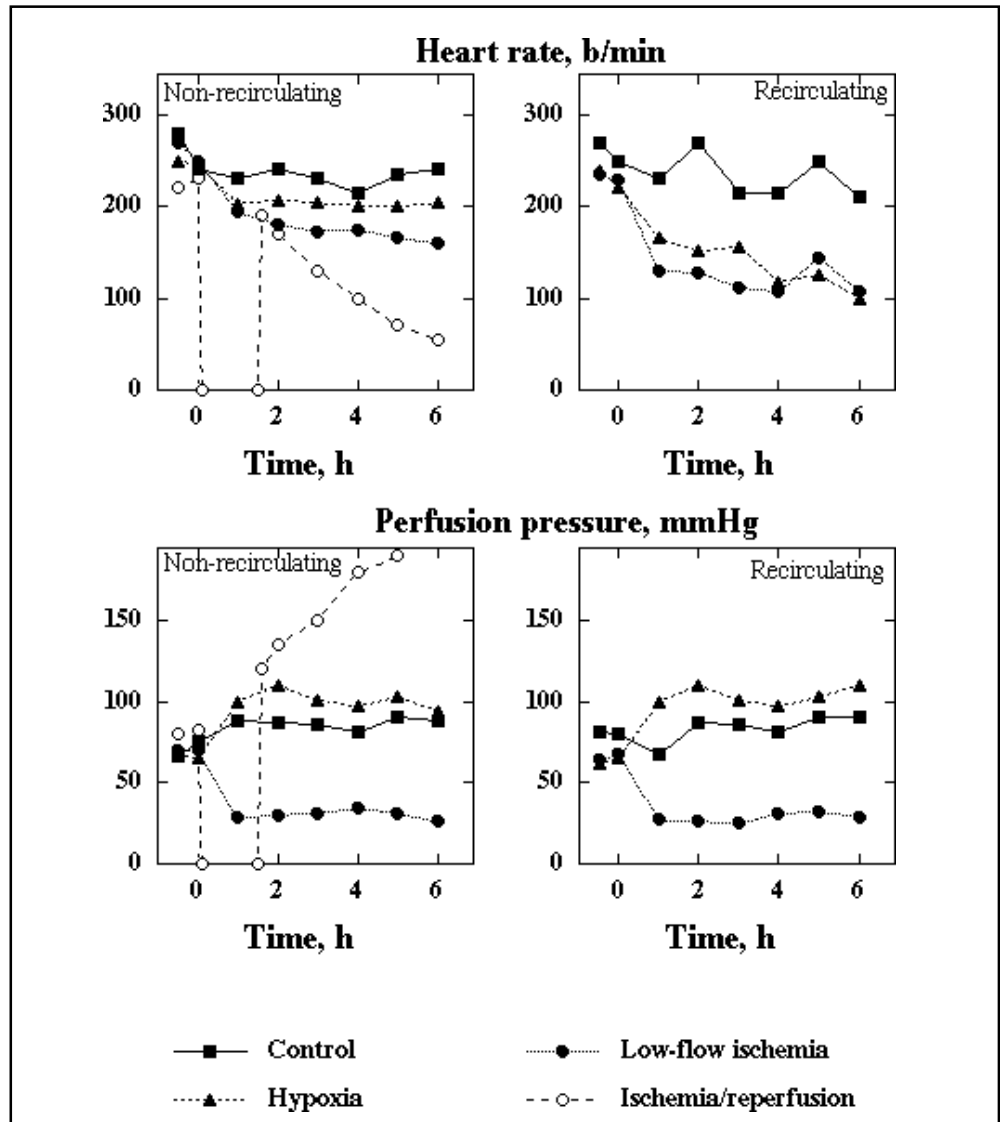 Heart rate, b/min
Non-recirculating
Recirculating
300
200
100
0
300
200
100
0
0 2 4 6
0 2 4 6
Time, h
Time, h
Perfusion pressure, mmHg
Non-recirculating
Recirculating
150
100
50
0
150
100
50
0
0 2 4 6
0 2 4 6
Time, h
Time, h
Control
Low-flow ischemia
Hypoxia
Ischemia/reperfusion